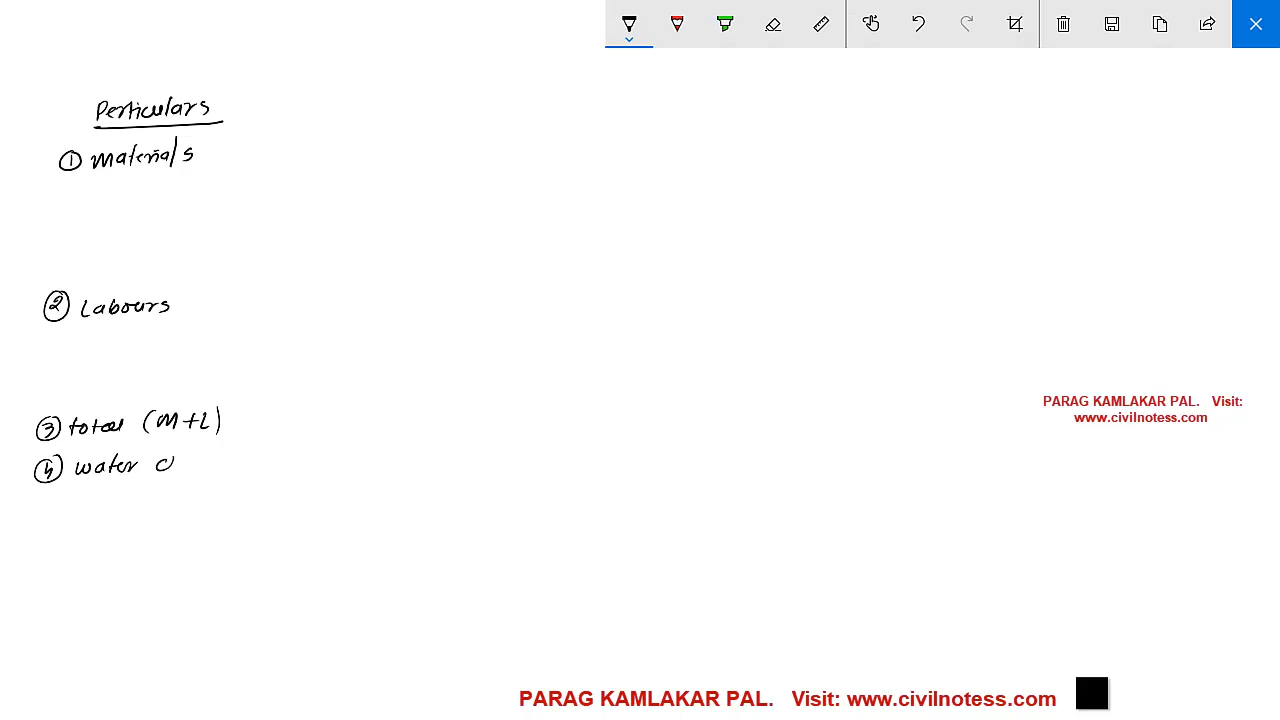 Perticulars
① Materials
② Labours
③ total (M+L)
④ water c
PARAG KAMLAKAR PAL. Visit:
www.civilnotess.com
PARAG KAMLAKAR PAL. Visit: www.civilnotess.com